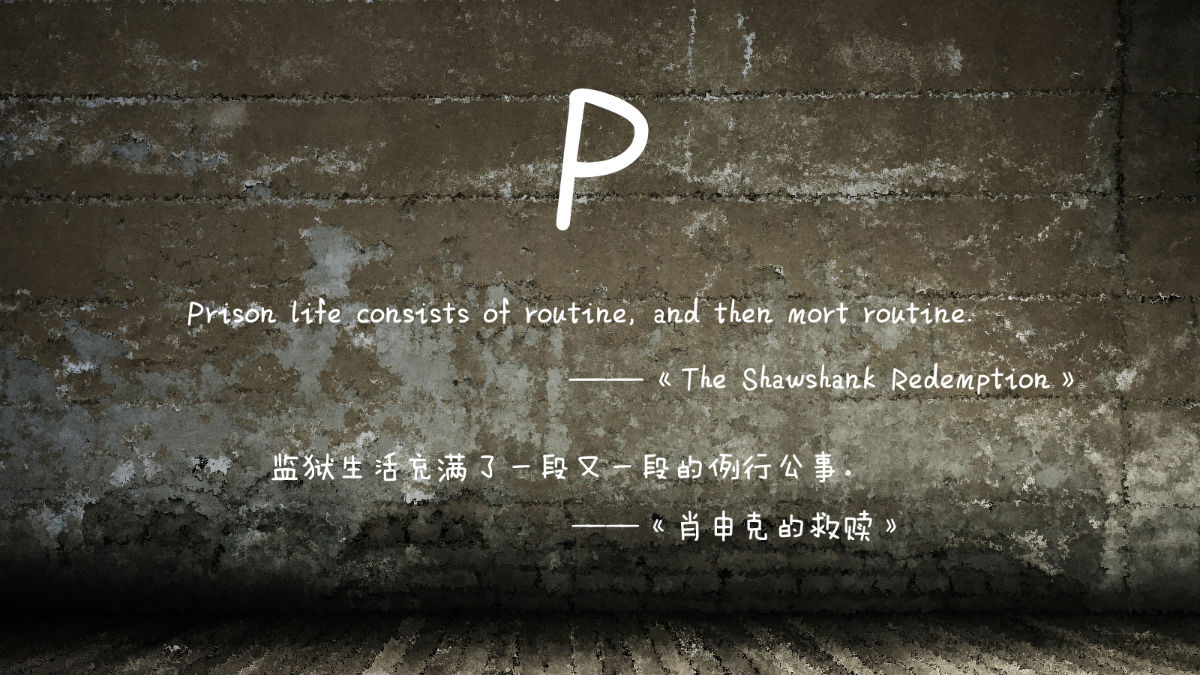 P
Prison life consists of routine, and then mort routine.
——《The Shawshank Redemption》
监狱生活充满了一段又一段的例行公事.
——《肖申克的救赎》